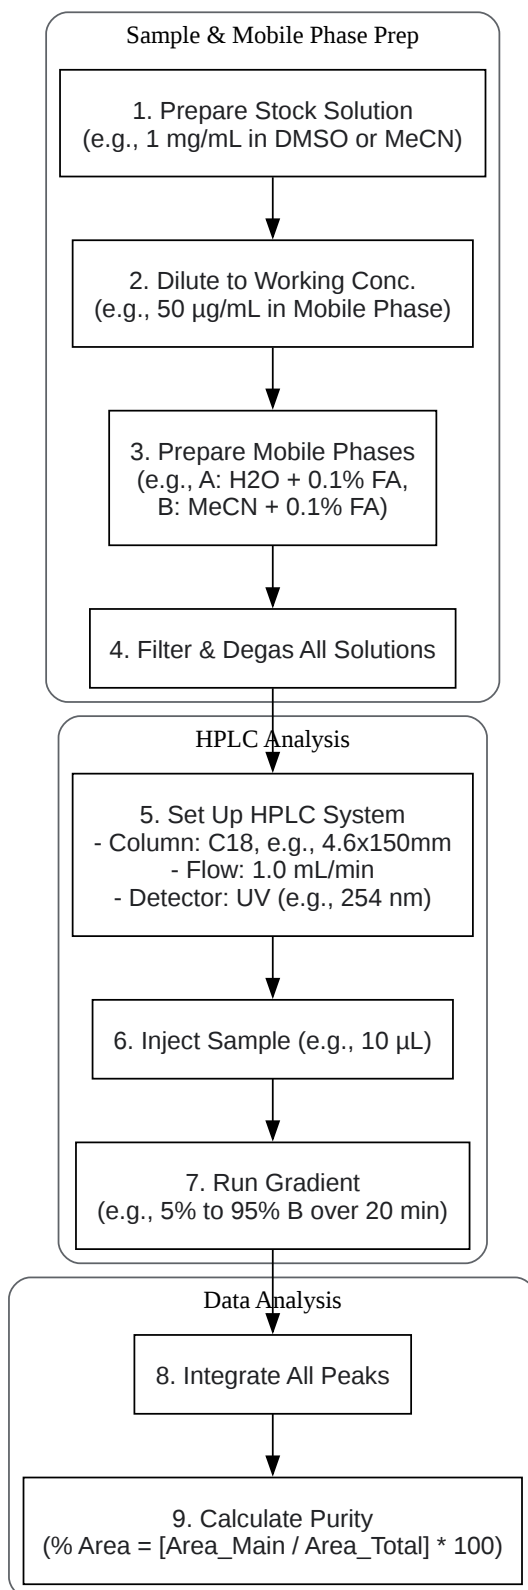 Sample & Mobile Phase Prep
1. Prepare Stock Solution
(e.g., 1 mg/mL in DMSO or MeCN)
2. Dilute to Working Conc.
(e.g., 50 µg/mL in Mobile Phase)
3. Prepare Mobile Phases
(e.g., A: H2O + 0.1% FA,
B: MeCN + 0.1% FA)
4. Filter & Degas All Solutions
HPLC Analysis
5. Set Up HPLC System
- Column: C18, e.g., 4.6x150mm
- Flow: 1.0 mL/min
- Detector: UV (e.g., 254 nm)
6. Inject Sample (e.g., 10 µL)
7. Run Gradient
(e.g., 5% to 95% B over 20 min)
Data Analysis
8. Integrate All Peaks
9. Calculate Purity
(% Area = [Area_Main / Area_Total] * 100)